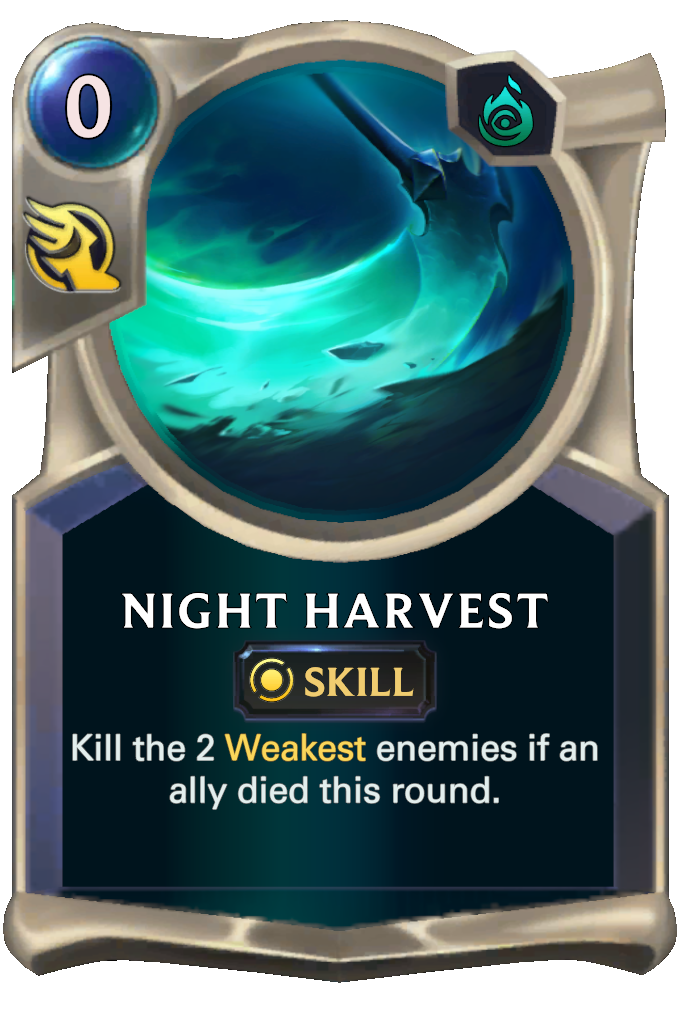 0
NIGHT HARVEST
SKILL
Kill the 2 Weakest enemies if an
ally died this round.